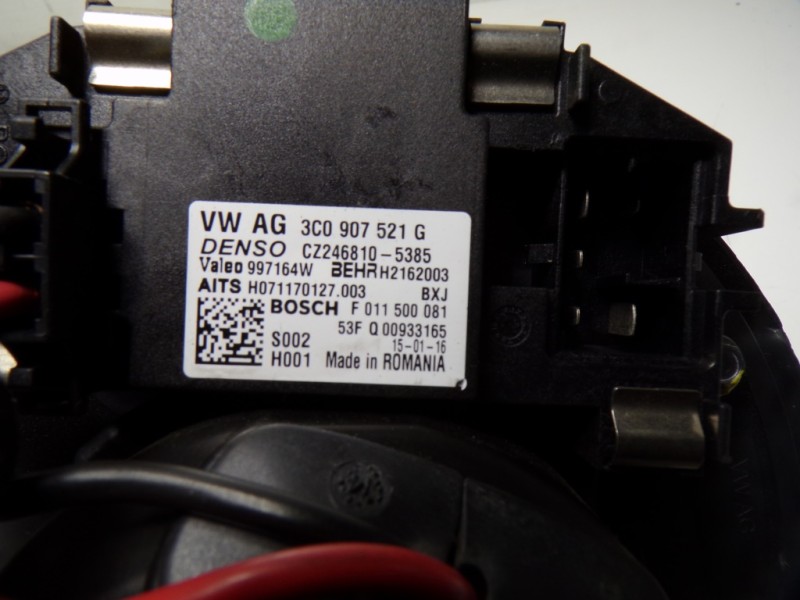 VW AG 3C0 907 521 G
DENSO CZ246810-5385
Valeo 997164W BEHR H2162003
AITS H071170127.003 BXJ
BOSCH F 011 500 081
53F Q 00933165
S002 15-01-16
H001 Made in ROMANIA